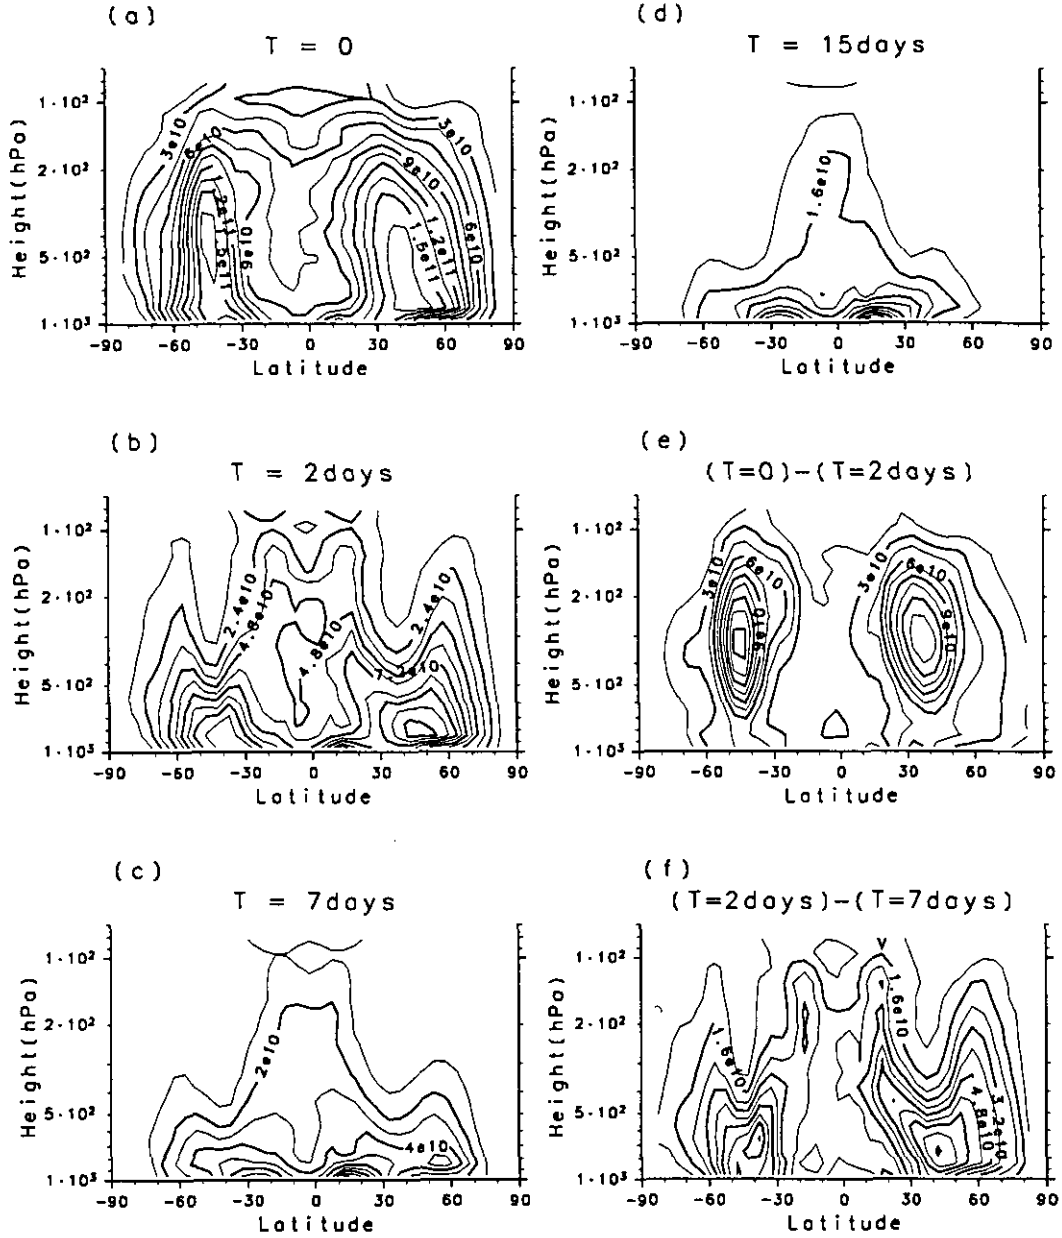 (a)
T = 0
Height(hPa)
1·10²
2·10²
5·10²
1·10³
3e10
6e10
1.2e11
1.5e11
9e10
9e10
1.2e11
1.5e11
3e10
6e10
-90 -60 -30 0 30 60 90
Latitude
(d)
T = 15days
Height(hPa)
1·10²
2·10²
5·10²
1·10³
1.6e10
-90 -60 -30 0 30 60 90
Latitude
(b)
T = 2days
Height(hPa)
1·10²
2·10²
5·10²
1·10³
2.4e10
4.8e10
4.8e10
7.2e10
2.4e10
-90 -60 -30 0 30 60 90
Latitude
(e)
(T=0)-(T=2days)
Height(hPa)
1·10²
2·10²
5·10²
1·10³
3e10
6e10
9e10
3e10
6e10
9e10
-90 -60 -30 0 30 60 90
Latitude
(c)
T = 7days
Height(hPa)
1·10²
2·10²
5·10²
1·10³
2e10
4e10
-90 -60 -30 0 30 60 90
Latitude
(f)
(T=2days)-(T=7days)
Height(hPa)
1·10²
2·10²
5·10²
1·10³
1.6e10
1.6e10
3.2e10
4.8e10
-90 -60 -30 0 30 60 90
Latitude